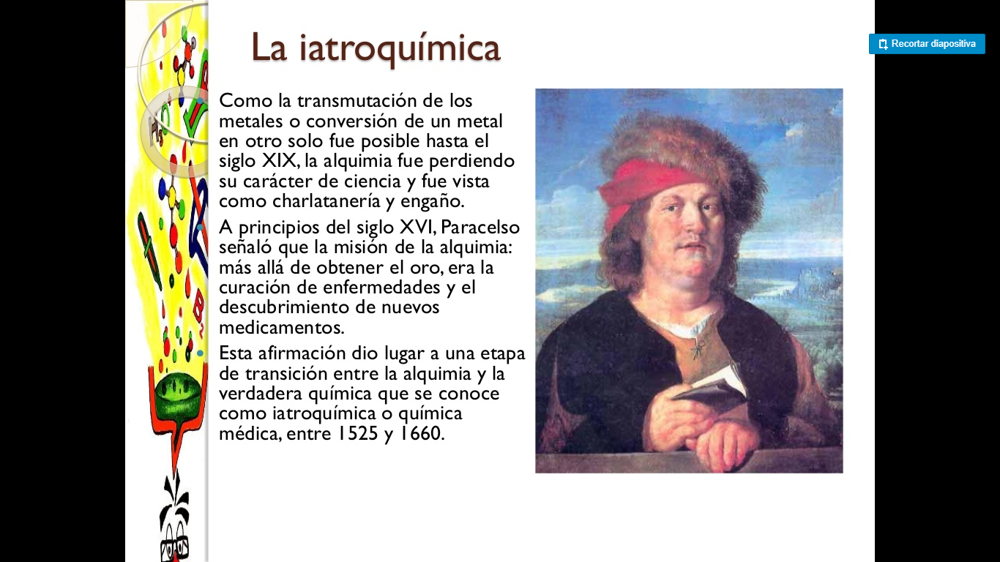 La iatroquímica
Recortar diapositiva
Como la transmutación de los
metales o conversión de un metal
en otro solo fue posible hasta el
siglo XIX, la alquimia fue perdiendo
su carácter de ciencia y fue vista
como charlatanería y engaño.
A principios del siglo XVI, Paracelso
señaló que la misión de la alquimia:
más allá de obtener el oro, era la
curación de enfermedades y el
descubrimiento de nuevos
medicamentos.
Esta afirmación dio lugar a una etapa
de transición entre la alquimia y la
verdadera química que se conoce
como iatroquímica o química
médica, entre 1525 y 1660.